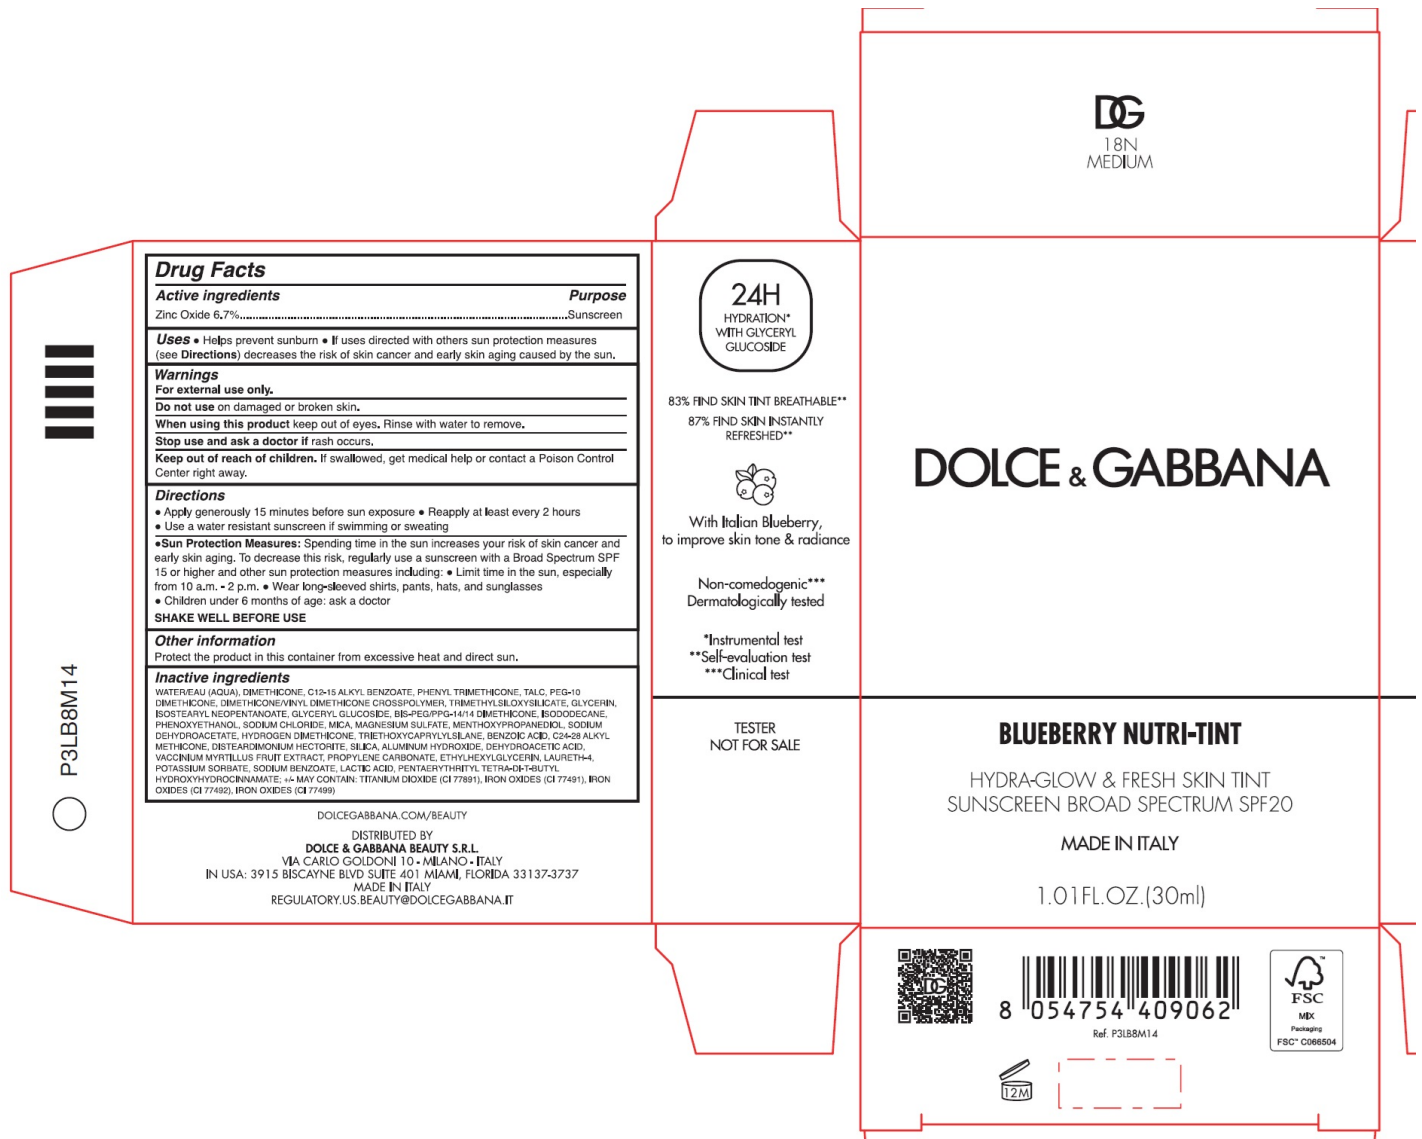 P3LB8M14
Drug Facts
Active ingredients Purpose
Zinc Oxide 6.7%......................................................................................Sunscreen
Uses ● Helps prevent sunburn ● If uses directed with others sun protection measures
(see Directions) decreases the risk of skin cancer and early skin aging caused by the sun.
Warnings
For external use only.
Do not use on damaged or broken skin.
When using this product keep out of eyes. Rinse with water to remove.
Stop use and ask a doctor if rash occurs.
Keep out of reach of children. If swallowed, get medical help or contact a Poison Control
Center right away.
Directions
● Apply generously 15 minutes before sun exposure ● Reapply at least every 2 hours
● Use a water resistant sunscreen if swimming or sweating
●Sun Protection Measures: Spending time in the sun increases your risk of skin cancer and
early skin aging. To decrease this risk, regularly use a sunscreen with a Broad Spectrum SPF
15 or higher and other sun protection measures including: ● Limit time in the sun, especially
from 10 a.m. - 2 p.m. ● Wear long-sleeved shirts, pants, hats, and sunglasses
● Children under 6 months of age: ask a doctor
SHAKE WELL BEFORE USE
Other information
Protect the product in this container from excessive heat and direct sun.
Inactive ingredients
WATER/EAU (AQUA), DIMETHICONE, C12-15 ALKYL BENZOATE, PHENYL TRIMETHICONE, TALC, PEG-10
DIMETHICONE, DIMETHICONE/VINYL DIMETHICONE CROSSPOLYMER, TRIMETHYLSILOXYSILICATE, GLYCERIN,
ISOSTEARYL NEOPENTANOATE, GLYCERYL GLUCOSIDE, BIS-PEG/PPG-14/14 DIMETHICONE, ISODODECANE,
PHENOXYETHANOL, SODIUM CHLORIDE, MICA, MAGNESIUM SULFATE, MENTHOXYPROPANEDIOL, SODIUM
DEHYDROACETATE, HYDROGEN DIMETHICONE, TRIETHOXYCAPRYLYLSILANE, BENZOIC ACID, C24-28 ALKYL
METHICONE, DISTEARDIMONIUM HECTORITE, SILICA, ALUMINUM HYDROXIDE, DEHYDROACETIC ACID,
VACCINIUM MYRTILLUS FRUIT EXTRACT, PROPYLENE CARBONATE, ETHYLHEXYLGLYCERIN, LAURETH-4,
POTASSIUM SORBATE, SODIUM BENZOATE, LACTIC ACID, PENTAERYTHRITYL TETRA-DI-T-BUTYL
HYDROXYHYDROCINNAMATE; +/- MAY CONTAIN: TITANIUM DIOXIDE (CI 77891), IRON OXIDES (CI 77491), IRON
OXIDES (CI 77492), IRON OXIDES (CI 77499)
DOLCEGABBANA.COM/BEAUTY
DISTRIBUTED BY
DOLCE & GABBANA BEAUTY S.R.L.
VIA CARLO GOLDONI 10 - MILANO - ITALY
IN USA: 3915 BISCAYNE BLVD SUITE 401 MIAMI, FLORIDA 33137-3737
MADE IN ITALY
REGULATORY.US.BEAUTY@DOLCEGABBANA.IT
24H
HYDRATION*
WITH GLYCERYL
GLUCOSIDE
83% FIND SKIN TINT BREATHABLE**
87% FIND SKIN INSTANTLY
REFRESHED**
With Italian Blueberry,
to improve skin tone & radiance
Non-comedogenic***
Dermatologically tested
*Instrumental test
**Self-evaluation test
***Clinical test
TESTER
NOT FOR SALE
DG
18N
MEDIUM
DOLCE & GABBANA
BLUEBERRY NUTRI-TINT
HYDRA-GLOW & FRESH SKIN TINT
SUNSCREEN BROAD SPECTRUM SPF20
MADE IN ITALY
1.01FL.OZ.(30ml)
DG
8 054754 409062
Ref. P3LB8M14
12M
FSC™
MIX
Packaging
FSC™ C066504